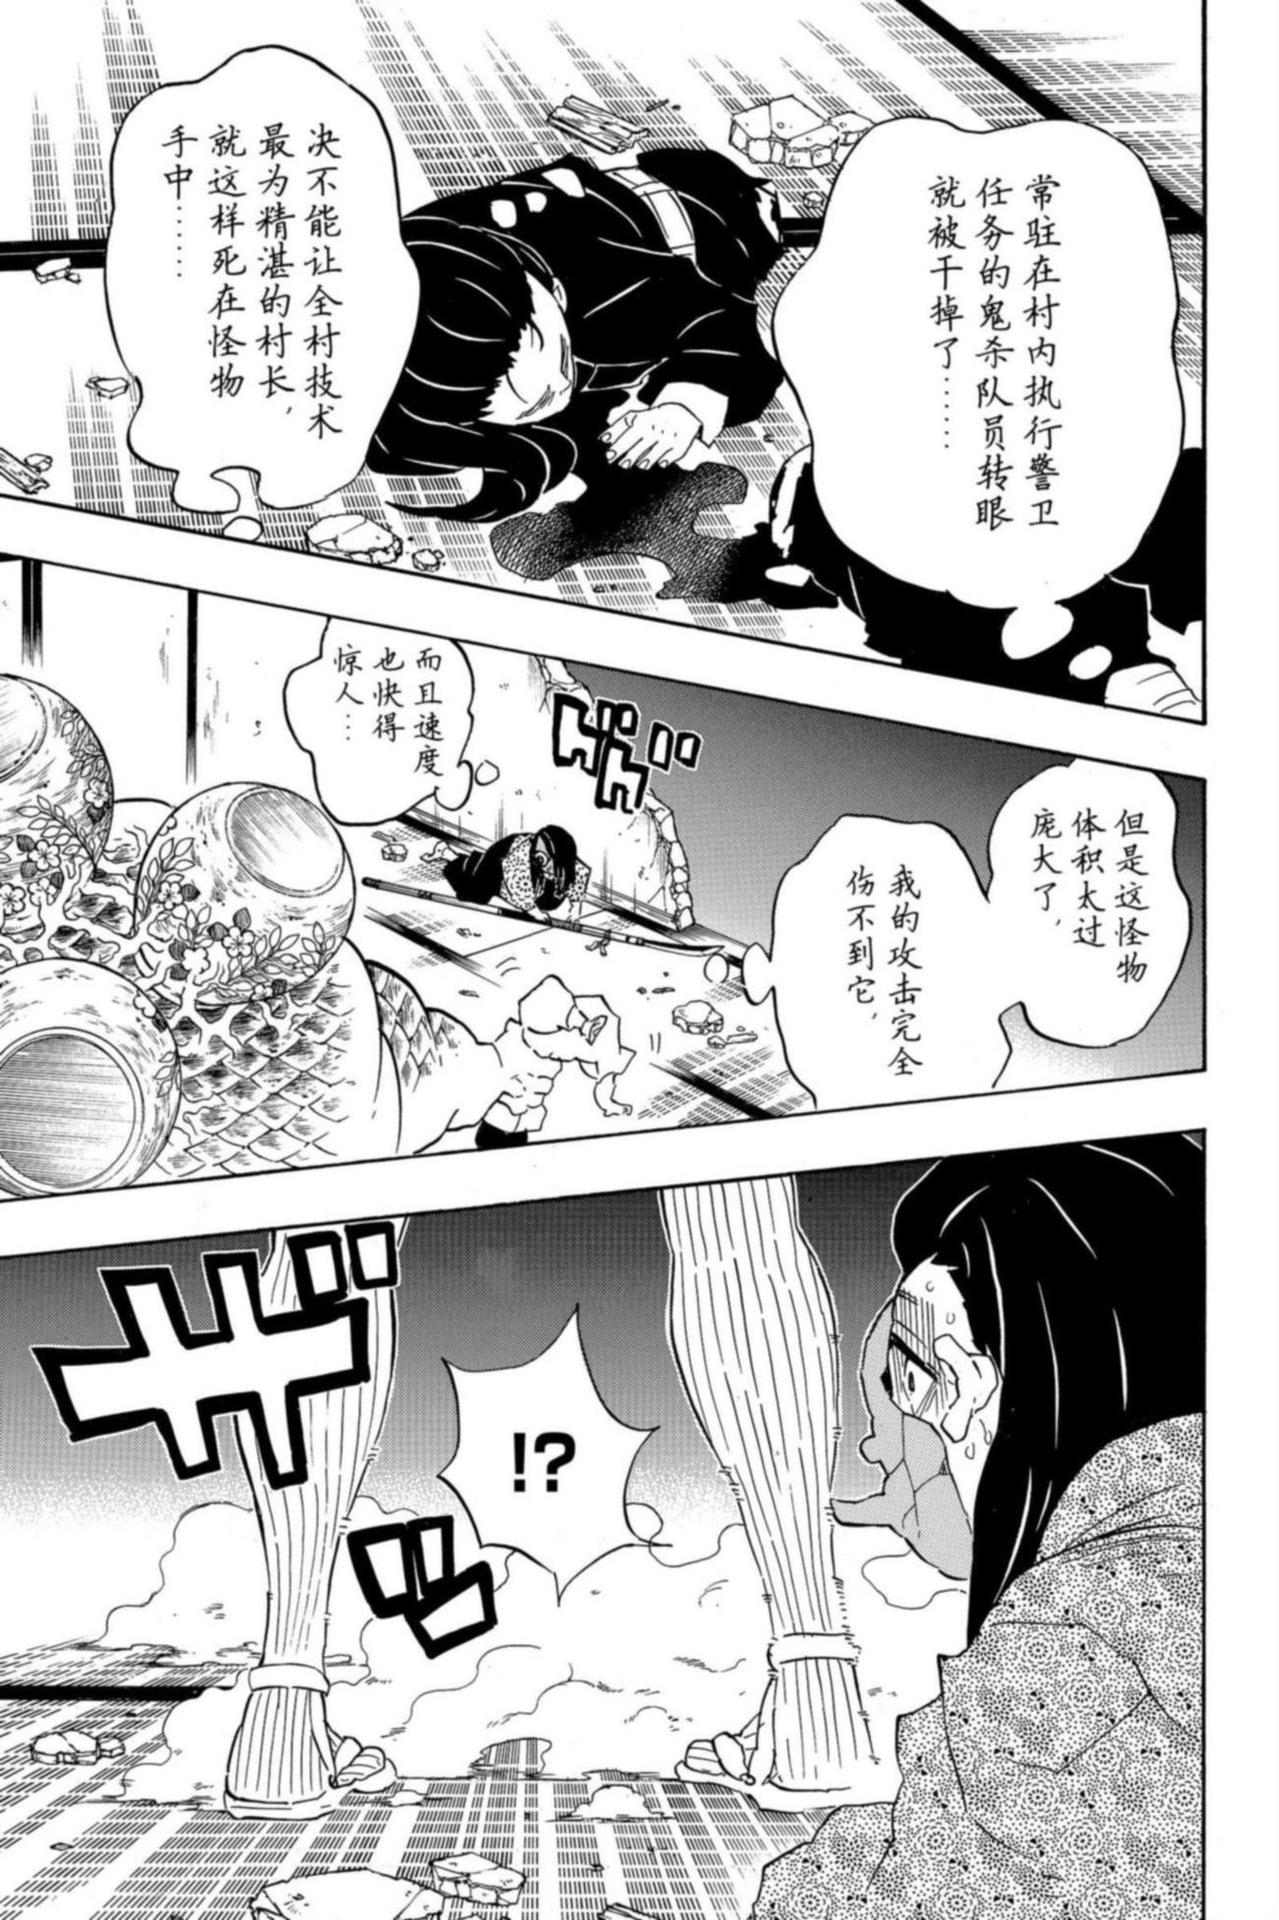 常驻在村内执行警卫
任务的鬼杀队员转眼
就被干掉了………
决不能让全村技术
最为精湛的村长，
就这样死在怪物
手中………
但是这怪物
体积太过
庞大了，
我的攻击完全
伤不到它，
而且速度
也快得
惊人…
!?
ザッ